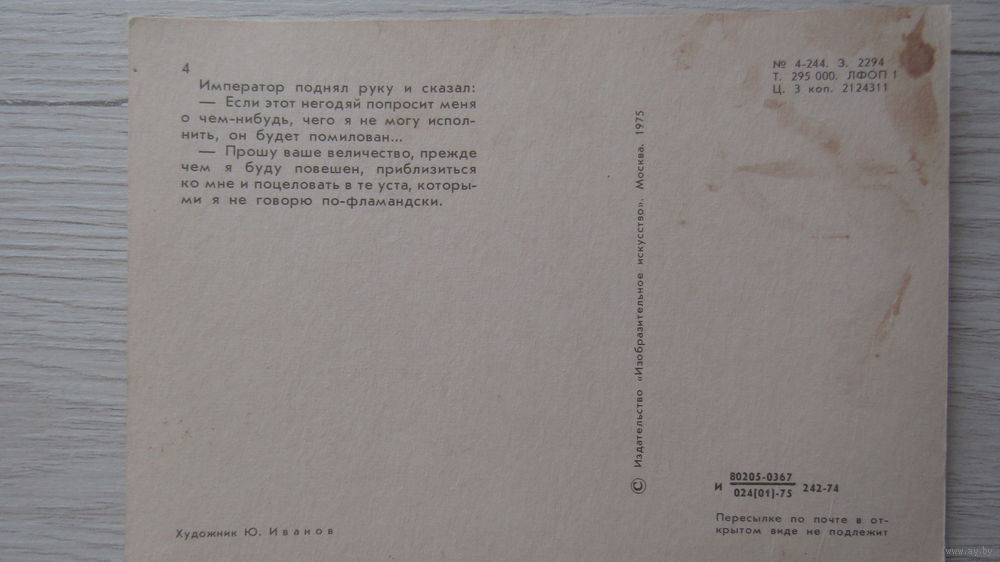 4
Император поднял руку и сказал:
— Если этот негодяй попросит меня
о чем-нибудь, чего я не могу испол-
нить, он будет помилован...
— Прошу ваше величество, прежде
чем я буду повешен, приблизиться
ко мне и поцеловать в те уста, которы-
ми я не говорю по-фламандски.
Художник Ю. Иванов
© Издательство «Изобразительное искусство». Москва. 1975
№ 4-244. З. 2294
Т. 295 000. ЛФОП 1
Ц. 3 коп. 2124311
80205-0367
И 242-74
024(01)-75
Пересылке по почте в от-
крытом виде не подлежит
www.ay.by